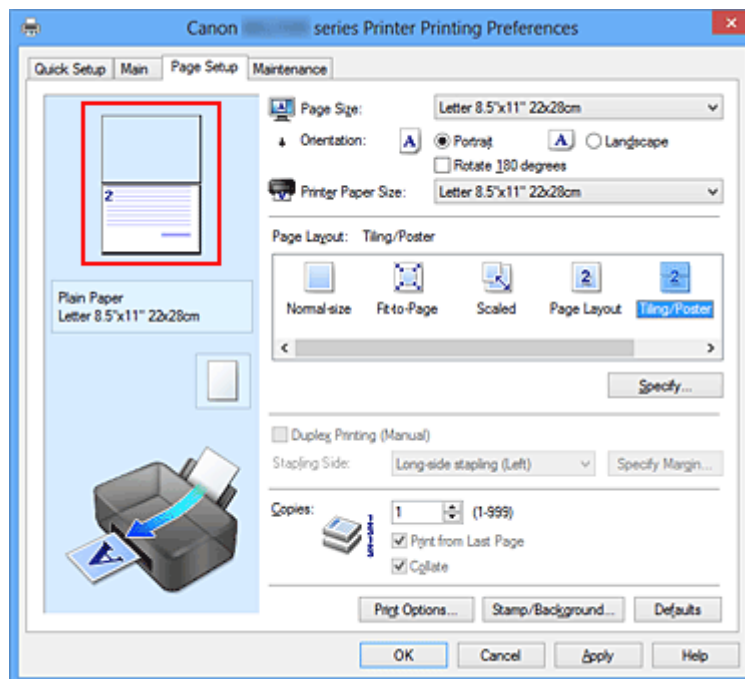 Canon series Printer Printing Preferences
Quick Setup Main Page Setup Maintenance
2
Plain Paper
Letter 8.5"x11" 22x28cm
Page Size: Letter 8.5"x11" 22x28cm
Orientation: A Portrait A Landscape
Rotate 180 degrees
Printer Paper Size: Letter 8.5"x11" 22x28cm
Page Layout: Tiling/Poster
2 2
Normal-size Fit-to-Page Scaled Page Layout Tiling/Poster
Specify...
Duplex Printing (Manual)
Stapling Side: Long-side stapling (Left) Specify Margin...
Copies: 1 (1-999)
Print from Last Page
Collate
A
Print Options... Stamp/Background... Defaults
OK Cancel Apply Help